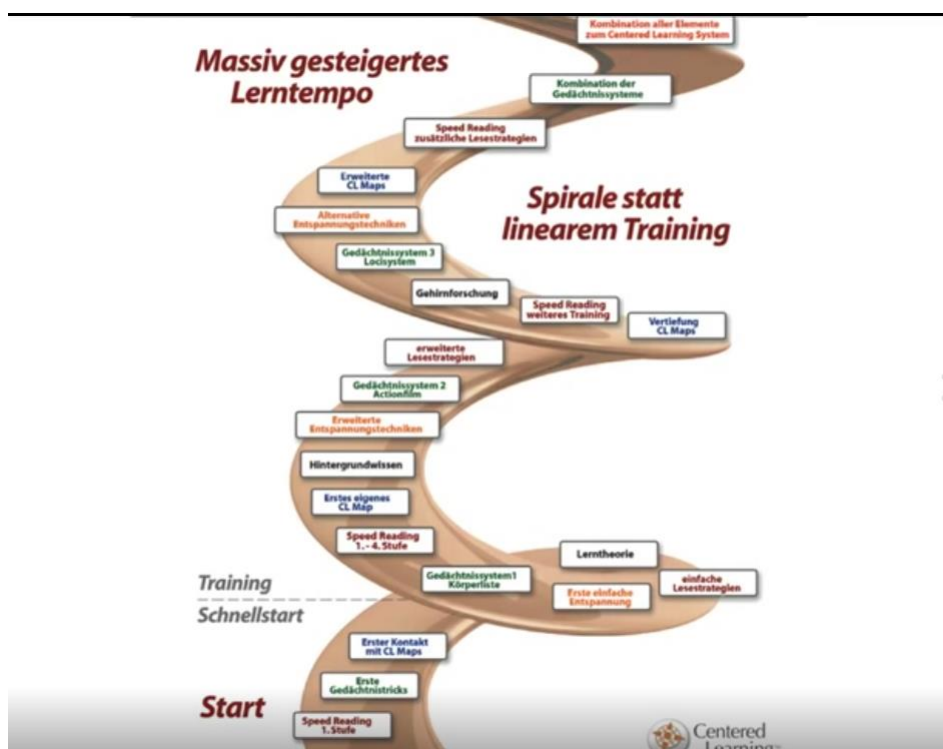 Kombination aller Elemente
zum Centered Learning System
Massiv gesteigertes
Lerntempo
Kombination der
Gedächtnissysteme
Speed Reading
zusätzliche Lesestrategien
Erweiterte
CL Maps
Spirale statt
linearem Training
Alternative
Entspannungstechniken
Gedächtnissystem 3
Locisystem
Gehirnforschung
Speed Reading
weiteres Training
Vertiefung
CL Maps
erweiterte
Lesestrategien
Gedächtnissystem 2
Actionfilm
Erweiterte
Entspannungstechniken
Hintergrundwissen
Erstes eigenes
CL Map
Speed Reading
1. - 4. Stufe
Lerntheorie
Gedächtnissystem1
Körperliste
Erste einfache
Entspannung
einfache
Lesestrategien
Training
Schnellstart
Erster Kontakt
mit CL Maps
Erste
Gedächtnistricks
Start
Speed Reading
1. Stufe
Centered
Learning